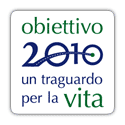 obiettivo
2010
un traguardo
per la vita